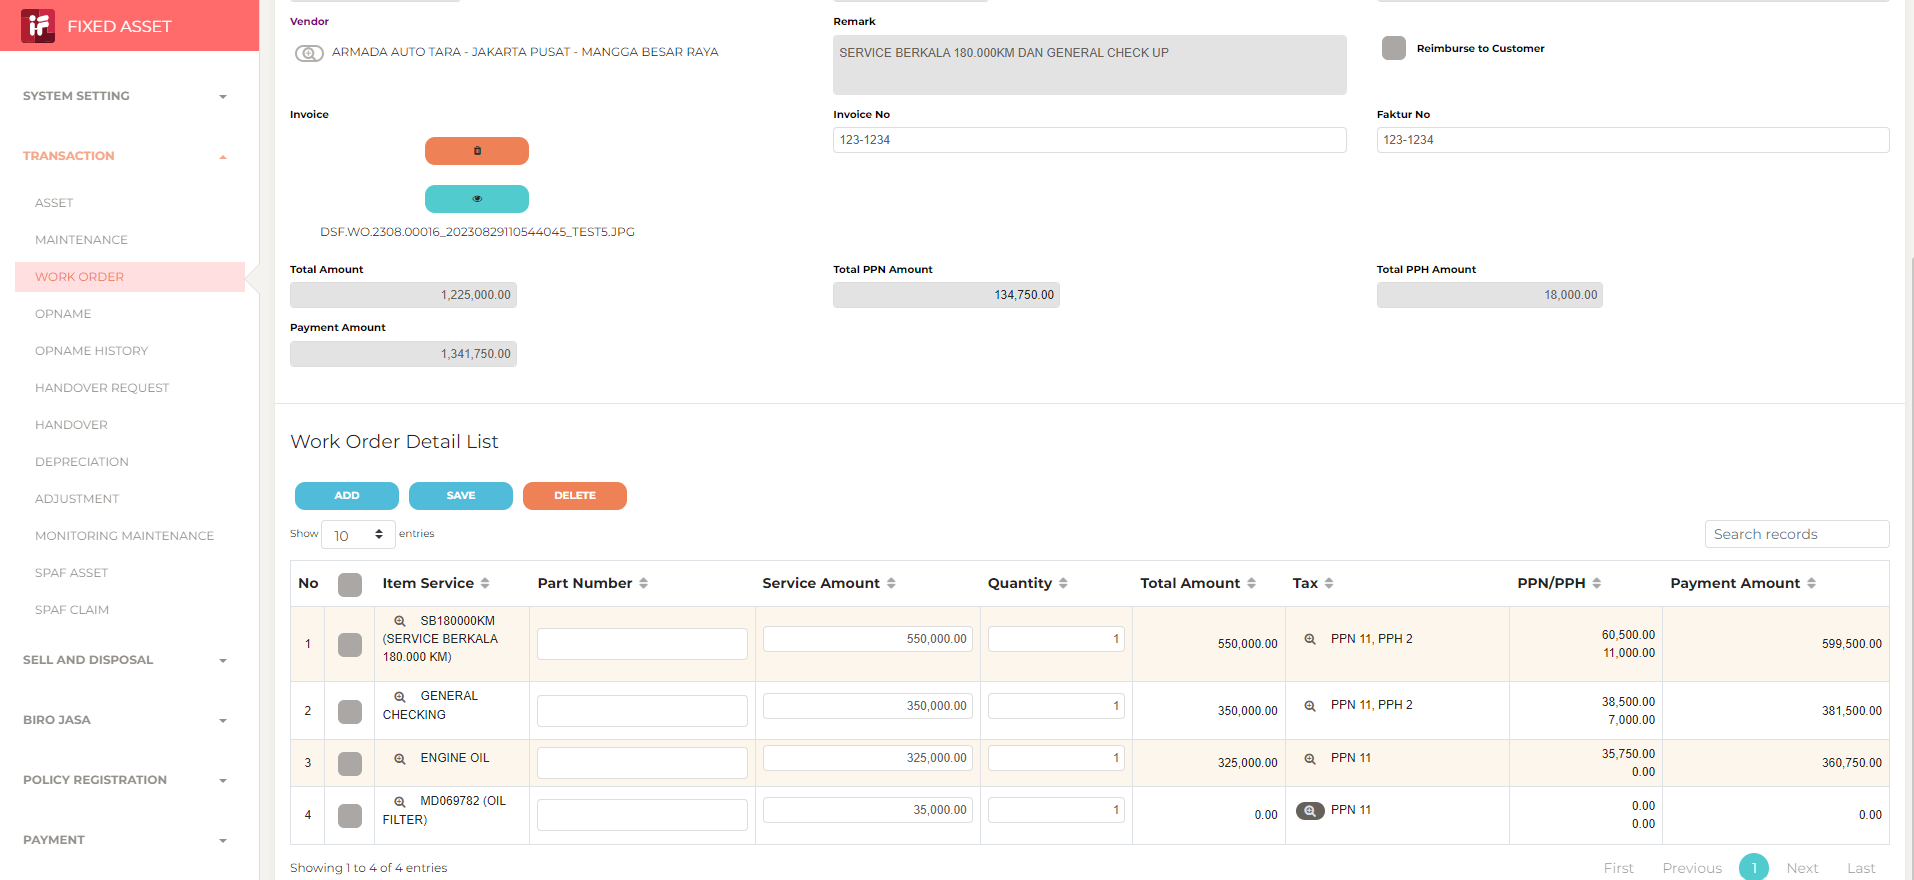 FIXED ASSET
SYSTEM SETTING
TRANSACTION
ASSET
MAINTENANCE
WORK ORDER
OPNAME
OPNAME HISTORY
HANDOVER REQUEST
HANDOVER
DEPRECIATION
ADJUSTMENT
MONITORING MAINTENANCE
SPAF ASSET
SPAF CLAIM
SELL AND DISPOSAL
BIRO JASA
POLICY REGISTRATION
PAYMENT
Vendor
ARMADA AUTO TARA - JAKARTA PUSAT - MANGGA BESAR RAYA
Remark
SERVICE BERKALA 180.000KM DAN GENERAL CHECK UP
Reimburse to Customer
Invoice
Invoice No
123-1234
Faktur No
123-1234
DSF.WO.2308.00016_20230829110544045_TEST5.JPG
Total Amount
1,225,000.00
Total PPN Amount
134,750.00
Total PPH Amount
18,000.00
Payment Amount
1,341,750.00
Work Order Detail List
ADD SAVE DELETE
Show 10 entries
Search records
No Item Service Part Number Service Amount Quantity Total Amount Tax PPN/PPH Payment Amount
1 SB180000KM (SERVICE BERKALA 180.000 KM) 550,000.00 1 550,000.00 PPN 11, PPH 2 60,500.00 11,000.00 599,500.00
2 GENERAL CHECKING 350,000.00 1 350,000.00 PPN 11, PPH 2 38,500.00 7,000.00 381,500.00
3 ENGINE OIL 325,000.00 1 325,000.00 PPN 11 35,750.00 0.00 360,750.00
4 MD069782 (OIL FILTER) 35,000.00 1 0.00 PPN 11 0.00 0.00 0.00
Showing 1 to 4 of 4 entries
First Previous 1 Next Last